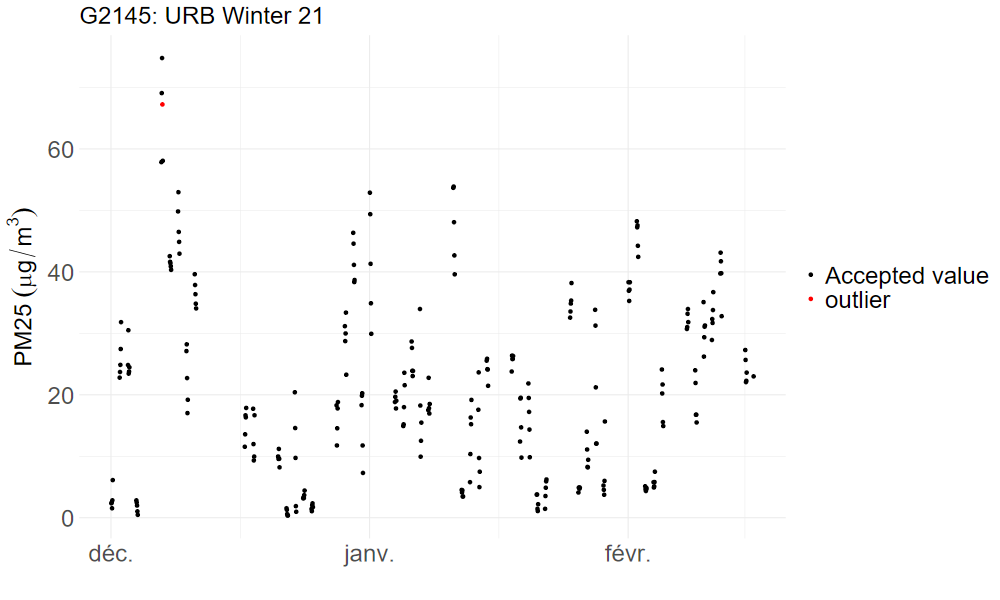 G2145: URB Winter 21
PM25 (μg/m³)
60
40
20
0
déc.
janv.
févr.
Accepted value
outlier